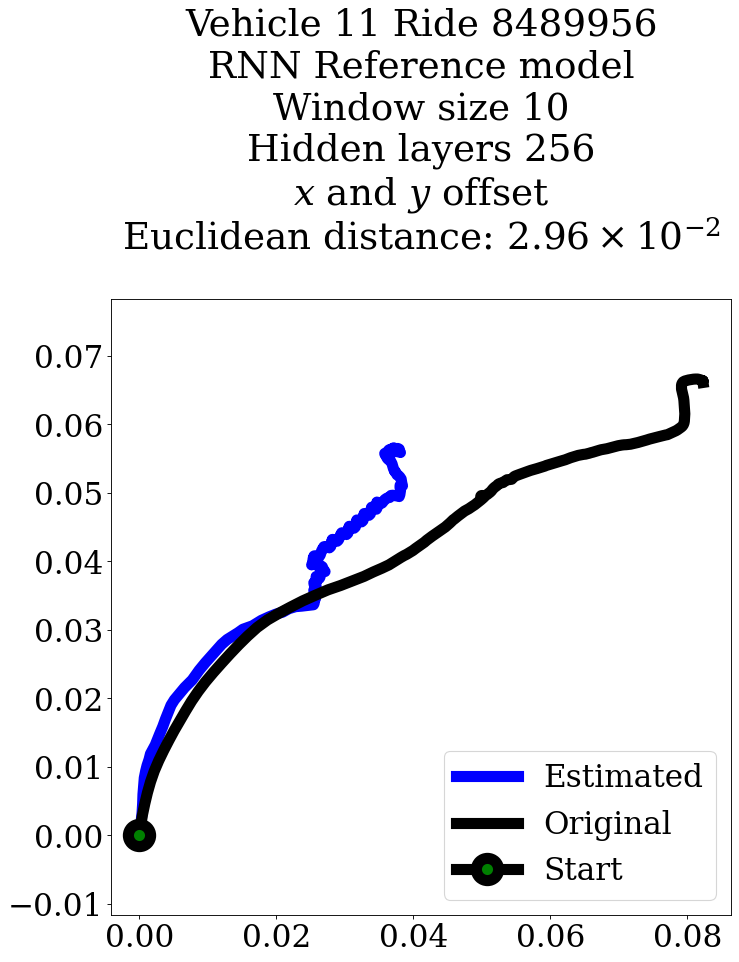 Vehicle 11 Ride 8489956
RNN Reference model
Window size 10
Hidden layers 256
x and y offset
Euclidean distance: 2.96 × 10⁻²
0.07
0.06
0.05
0.04
0.03
0.02
0.01
0.00
−0.01
Estimated
Original
Start
0.00 0.02 0.04 0.06 0.08